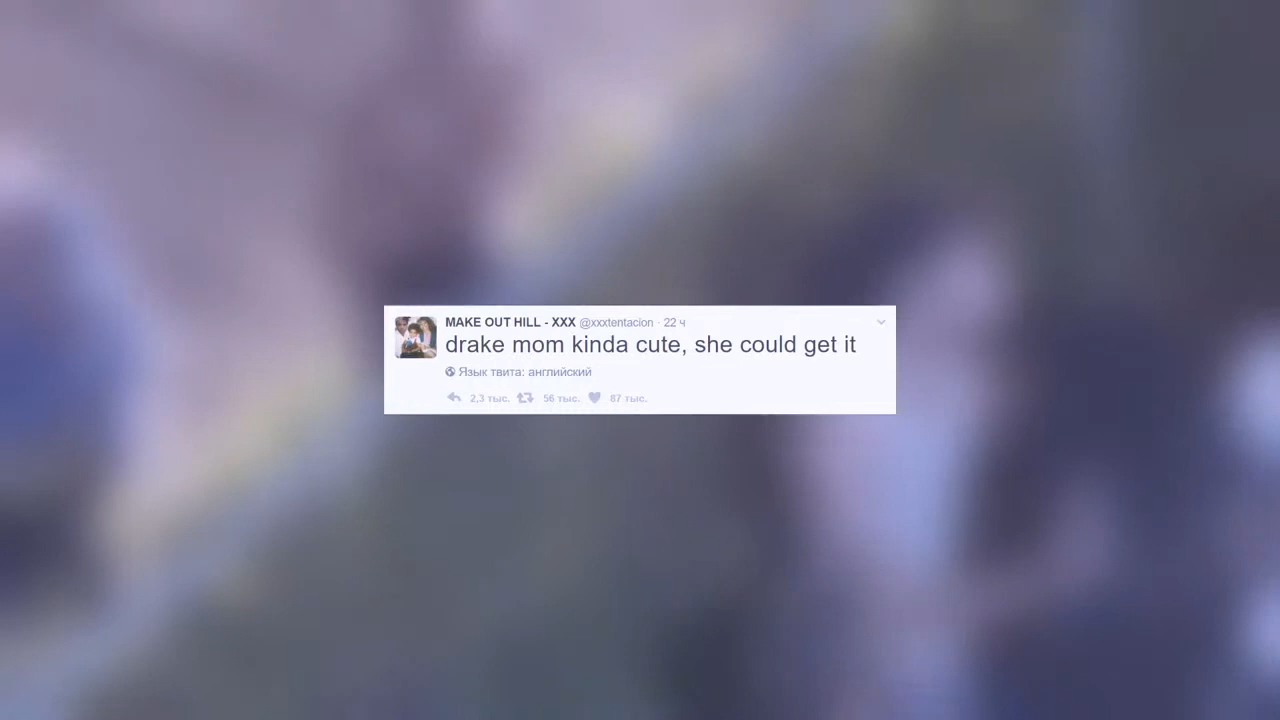 MAKE OUT HILL - XXX @xxxtentacion · 22 ч
drake mom kinda cute, she could get it
Язык твита: английский
2,3 тыс. 56 тыс. 87 тыс.